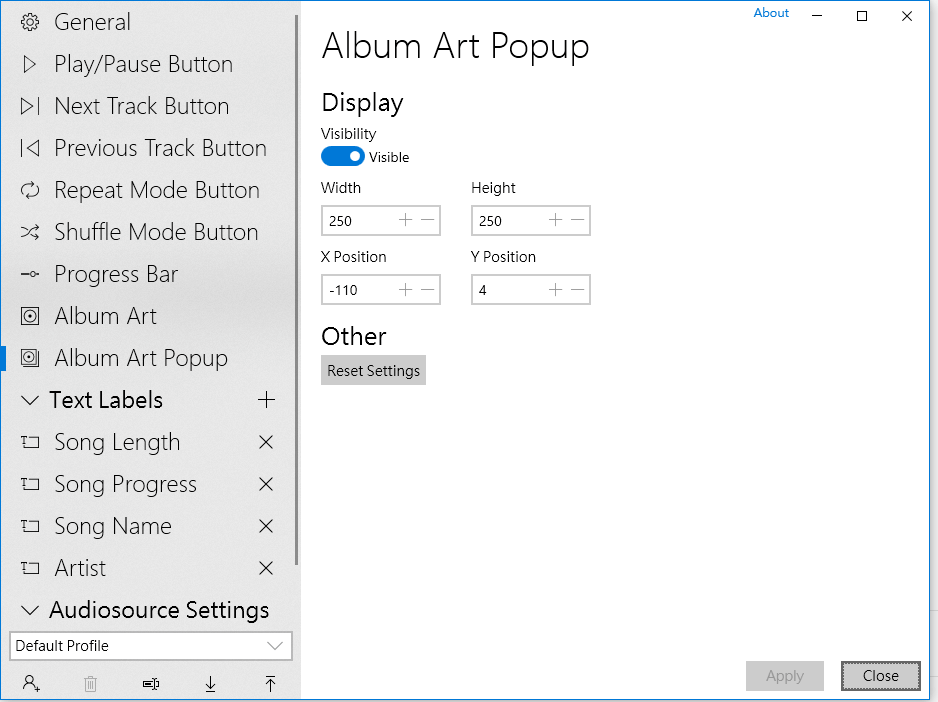 General
Play/Pause Button
Next Track Button
Previous Track Button
Repeat Mode Button
Shuffle Mode Button
Progress Bar
Album Art
Album Art Popup
Text Labels
Song Length
Song Progress
Song Name
Artist
Audiosource Settings
Default Profile
About
Album Art Popup
Display
Visibility
Visible
Width Height
250 250
X Position Y Position
-110 4
Other
Reset Settings
Apply Close